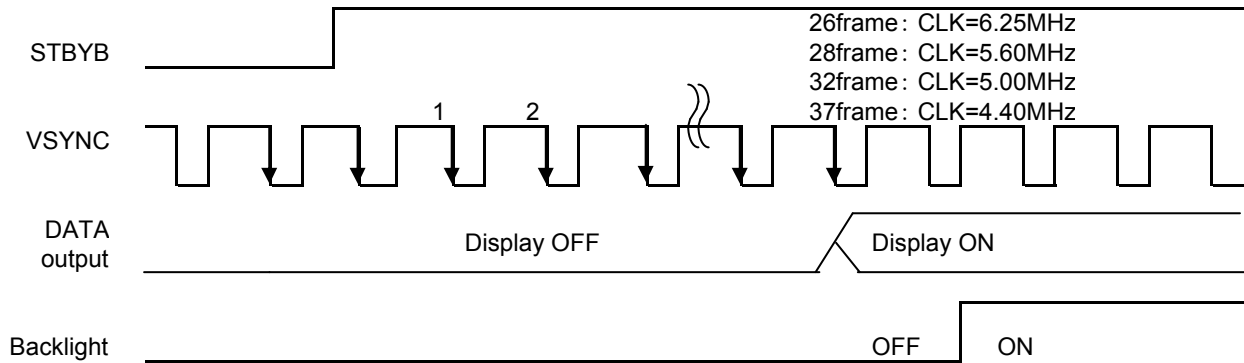 26frame: CLK=6.25MHz
STBYB
28frame: CLK=5.60MHz
32frame: CLK=5.00MHz
1 2
37frame: CLK=4.40MHz
VSYNC
DATA
output
Display OFF Display ON
Backlight OFF ON